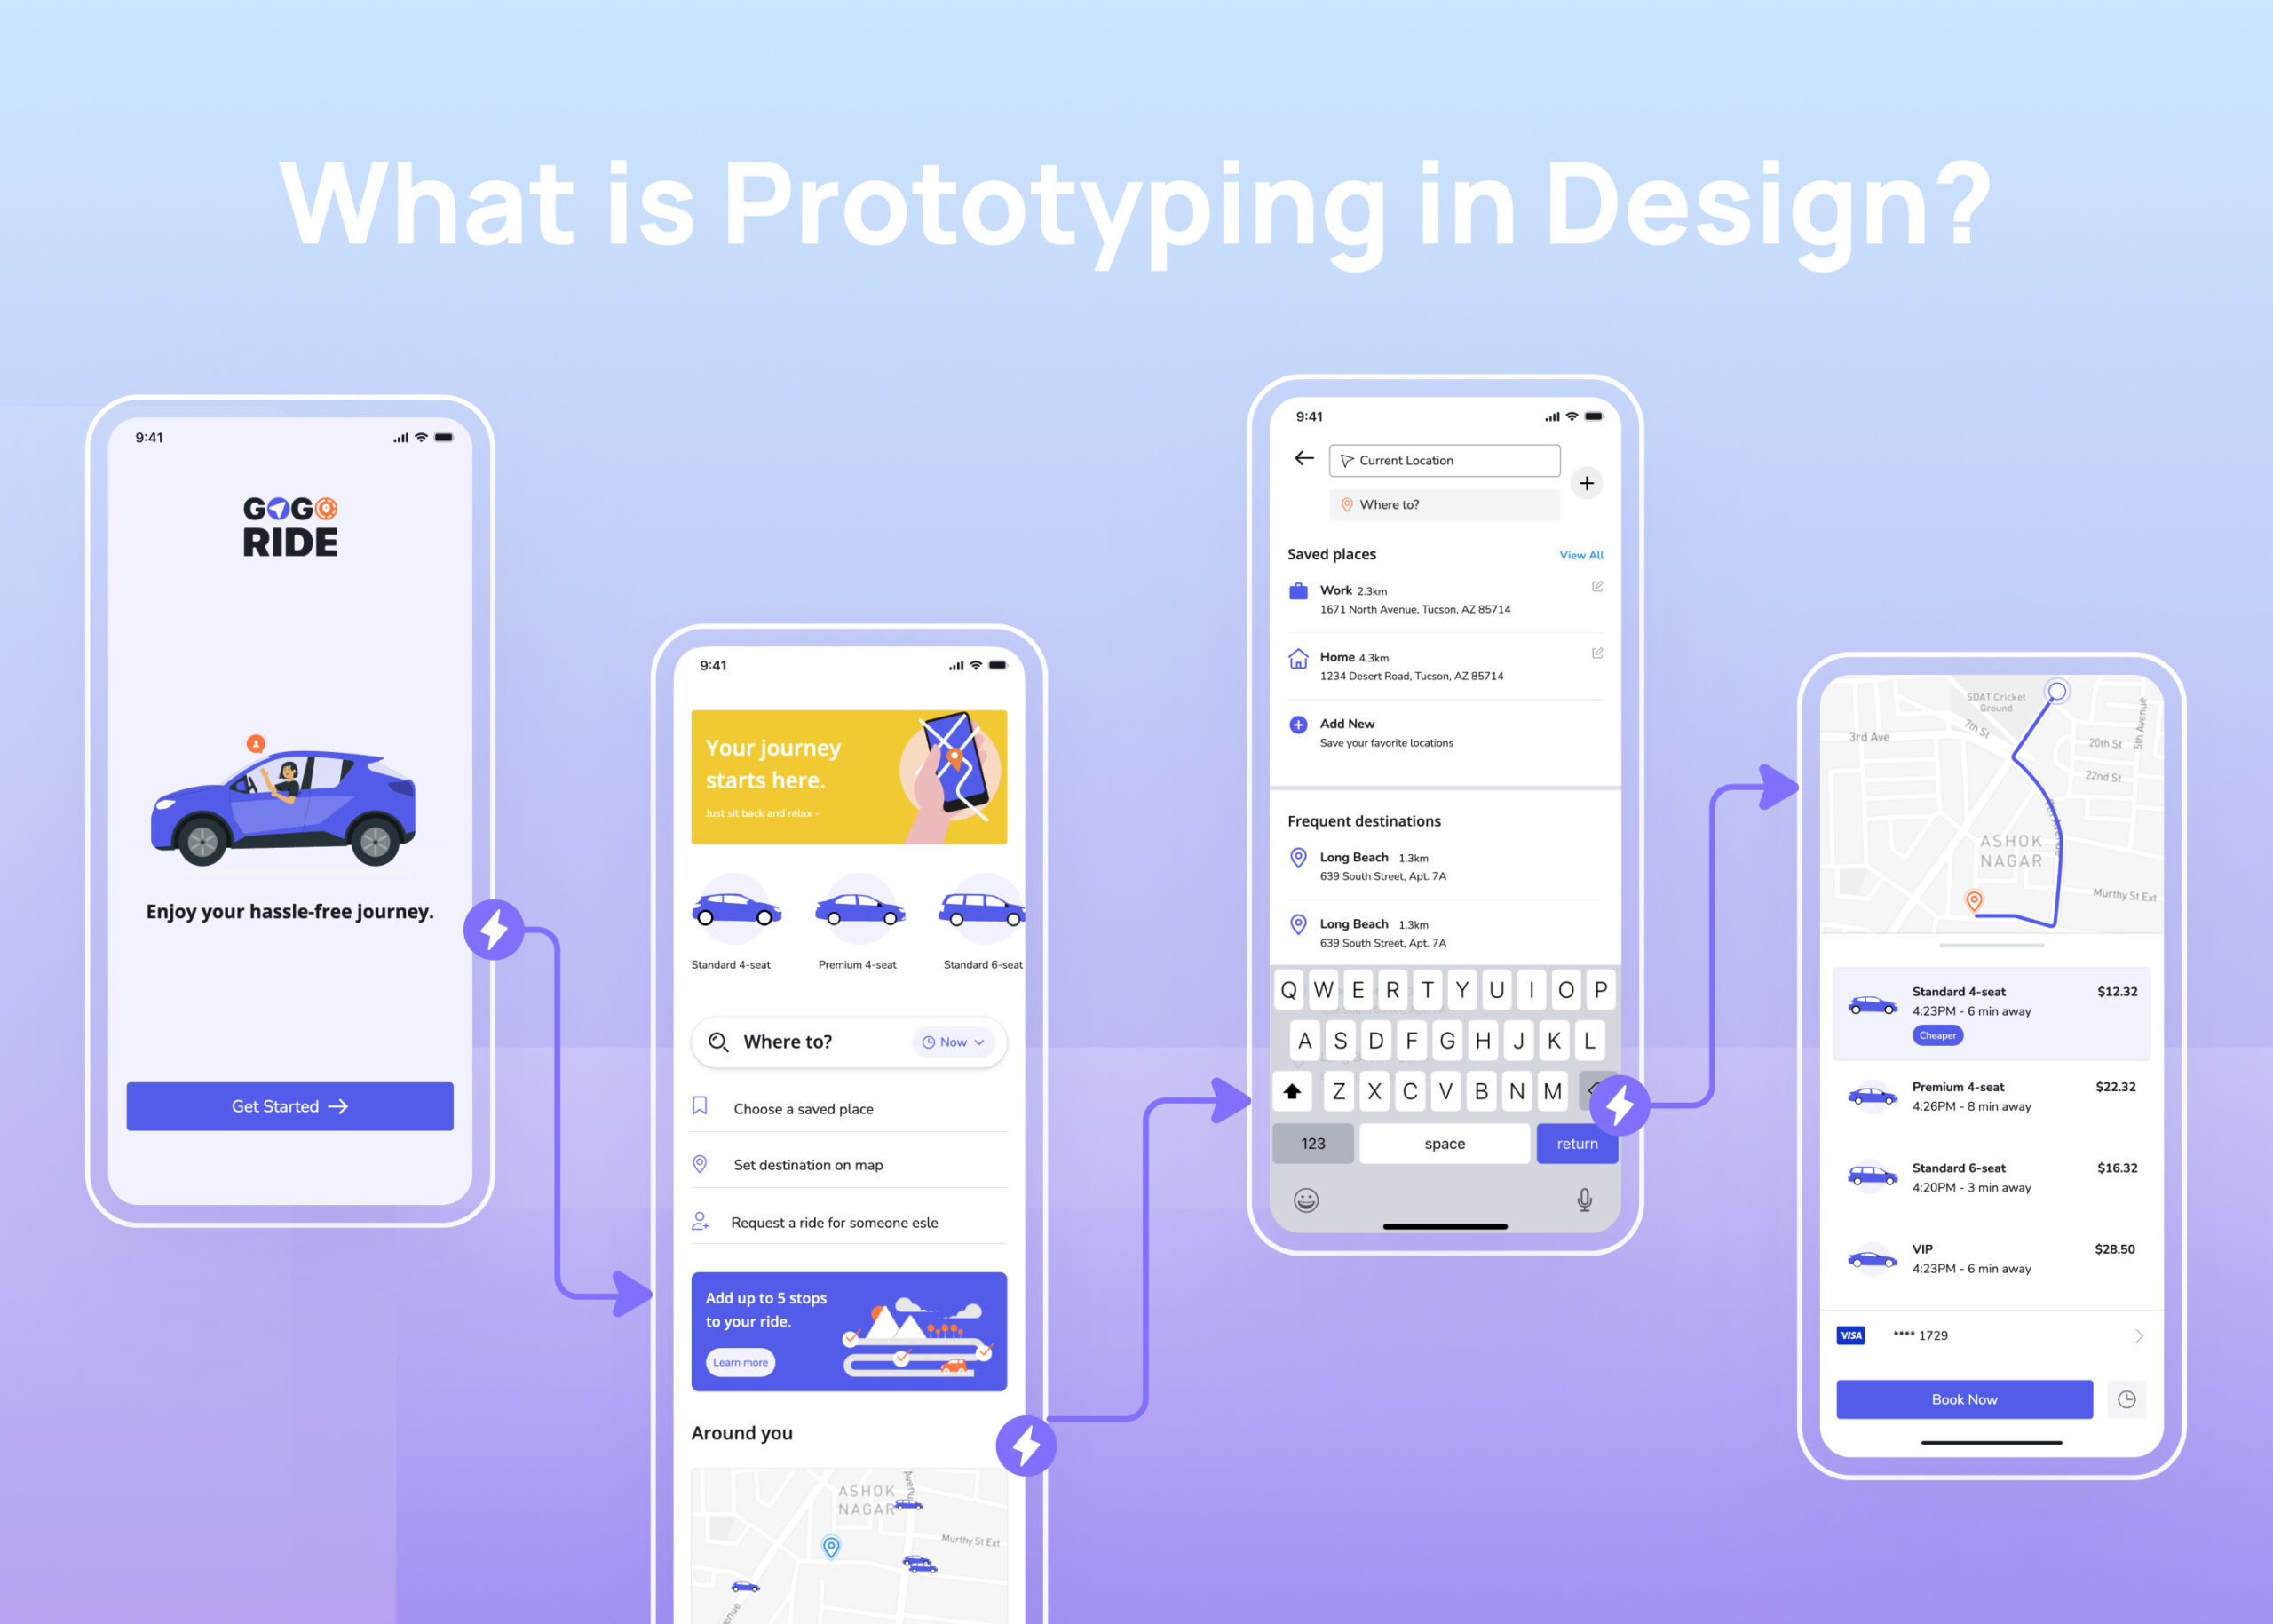 What is Prototyping in Design?
9:41
GOGO
RIDE
Enjoy your hassle-free journey.
Get Started
9:41
Your journey
starts here.
Just sit back and relax -
Standard 4-seat
Premium 4-seat
Standard 6-seat
Where to?
Now
Choose a saved place
Set destination on map
Request a ride for someone esle
Add up to 5 stops
to your ride.
Learn more
Around you
ASHOK
NAGAR
Murthy St Ext
9:41
Current Location
Where to?
Saved places
View All
Work 2.3km
1671 North Avenue, Tucson, AZ 85714
Home 4.3km
1234 Desert Road, Tucson, AZ 85714
Add New
Save your favorite locations
Frequent destinations
Long Beach 1.3km
639 South Street, Apt. 7A
Long Beach 1.3km
639 South Street, Apt. 7A
Q W E R T Y U I O P
A S D F G H J K L
Z X C V B N M
123 space return
SDAT Cricket
Ground
7th St
3rd Ave
20th St
5th Avenue
22nd St
ASHOK
NAGAR
Murthy St Ext
Standard 4-seat $12.32
4:23PM - 6 min away
Cheaper
Premium 4-seat $22.32
4:26PM - 8 min away
Standard 6-seat $16.32
4:20PM - 3 min away
VIP $28.50
4:23PM - 6 min away
VISA **** 1729
Book Now